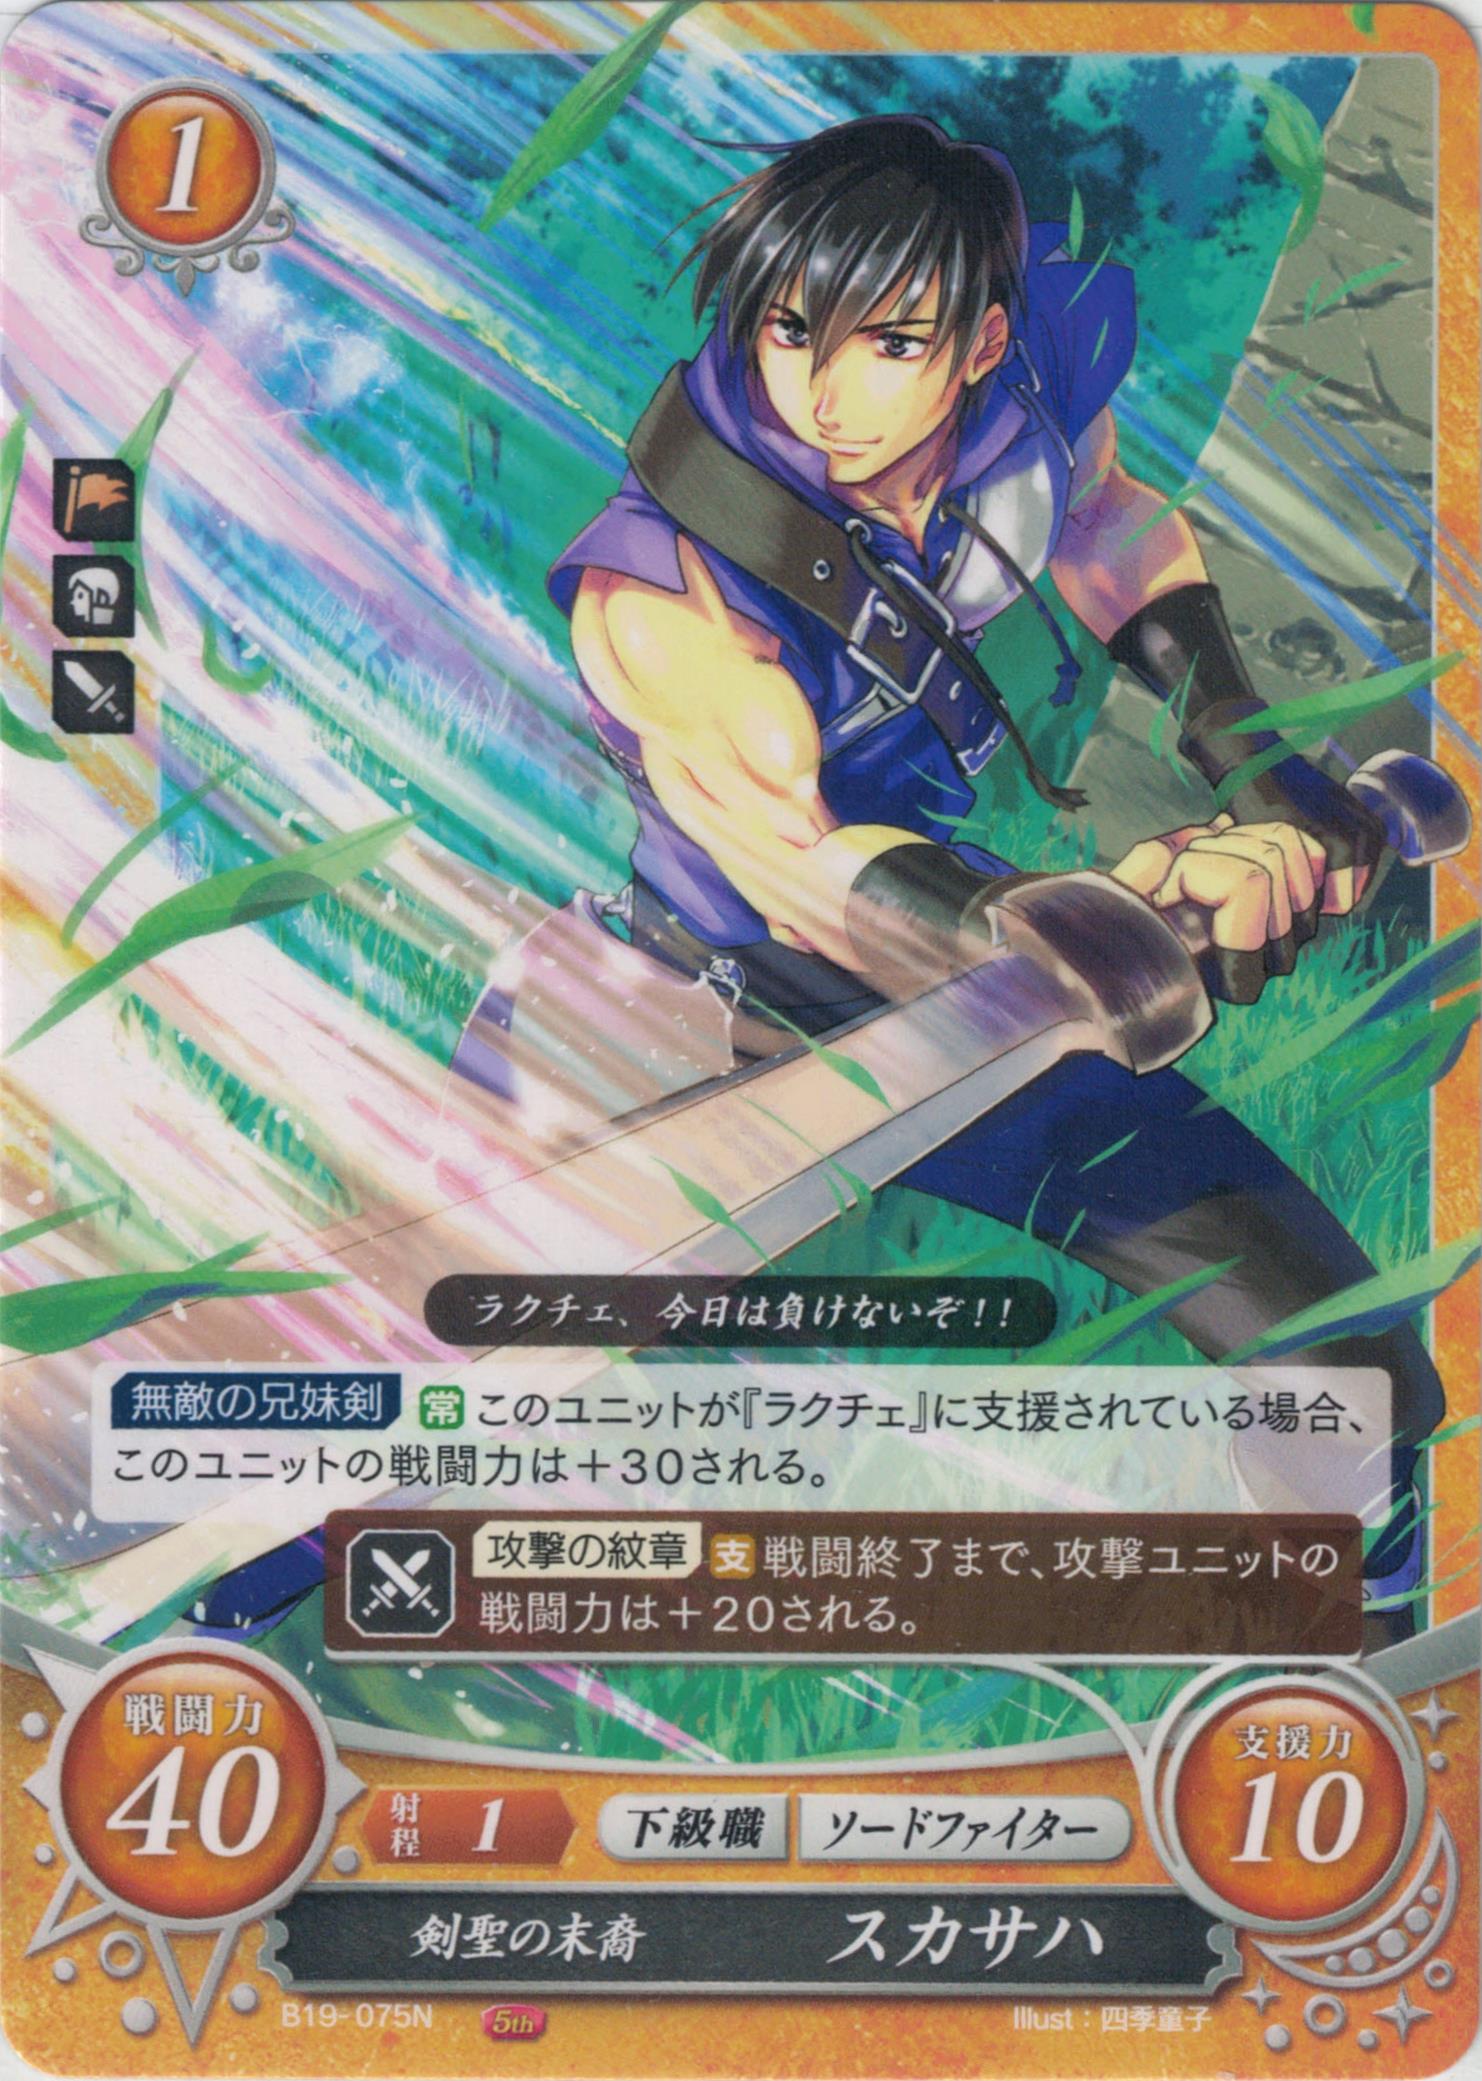 1
ラクチェ、今日は負けないぞ!!
無敵の兄妹剣 常 このユニットが『ラクチェ』に支援されている場合、
このユニットの戦闘力は＋30される。
攻撃の紋章 支 戦闘終了まで、攻撃ユニットの
戦闘力は＋20される。
戦闘力
40
射程 1
下級職 ソードファイター
支援力
10
剣聖の末裔 スカサハ
B19-075N 5th Illust：四季童子